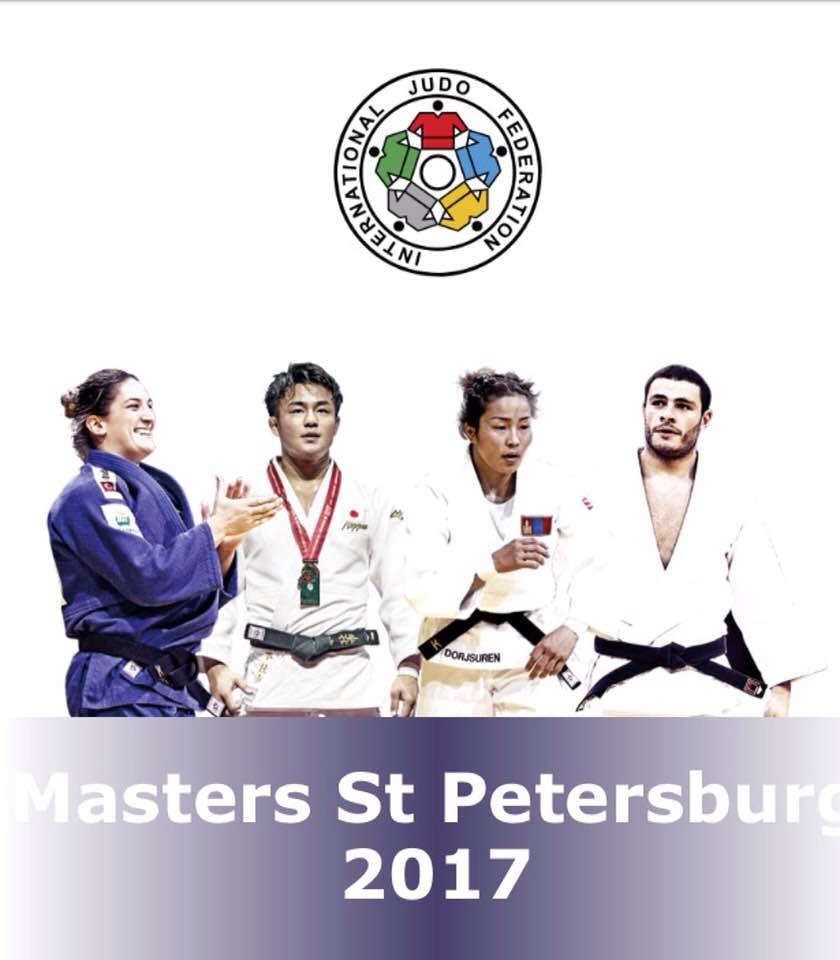 INTERNATIONAL JUDO FEDERATION
DORJSUREN
Masters St Petersburg
2017